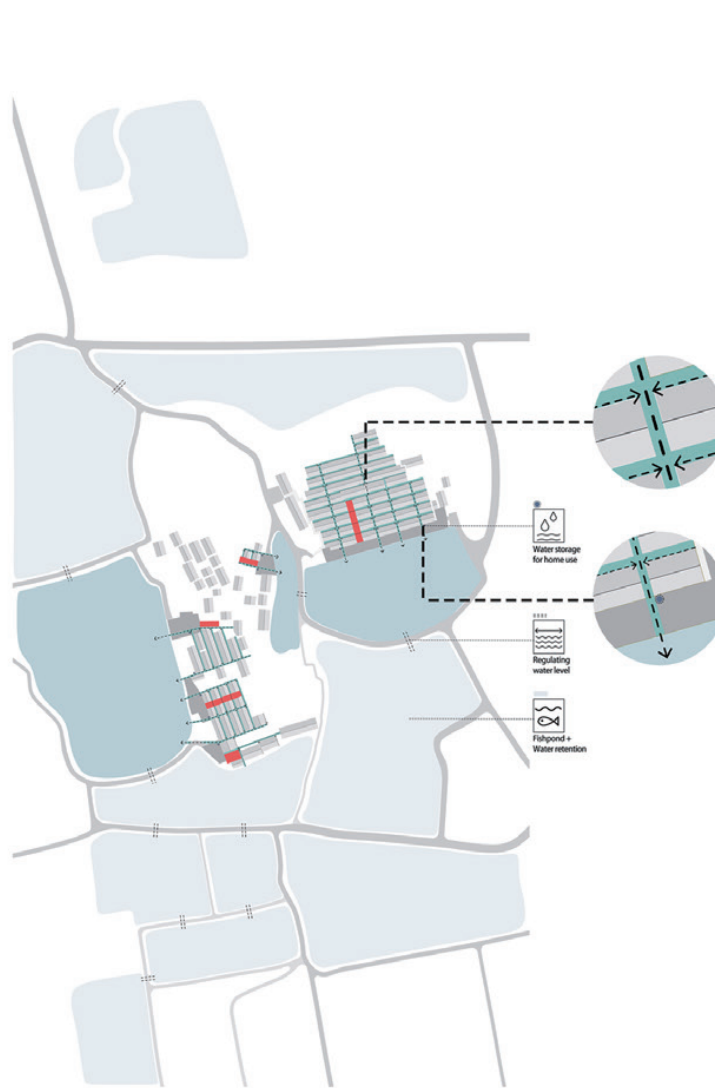 Water storage
for home use
Regulating
water level
Fishpond +
Water retention